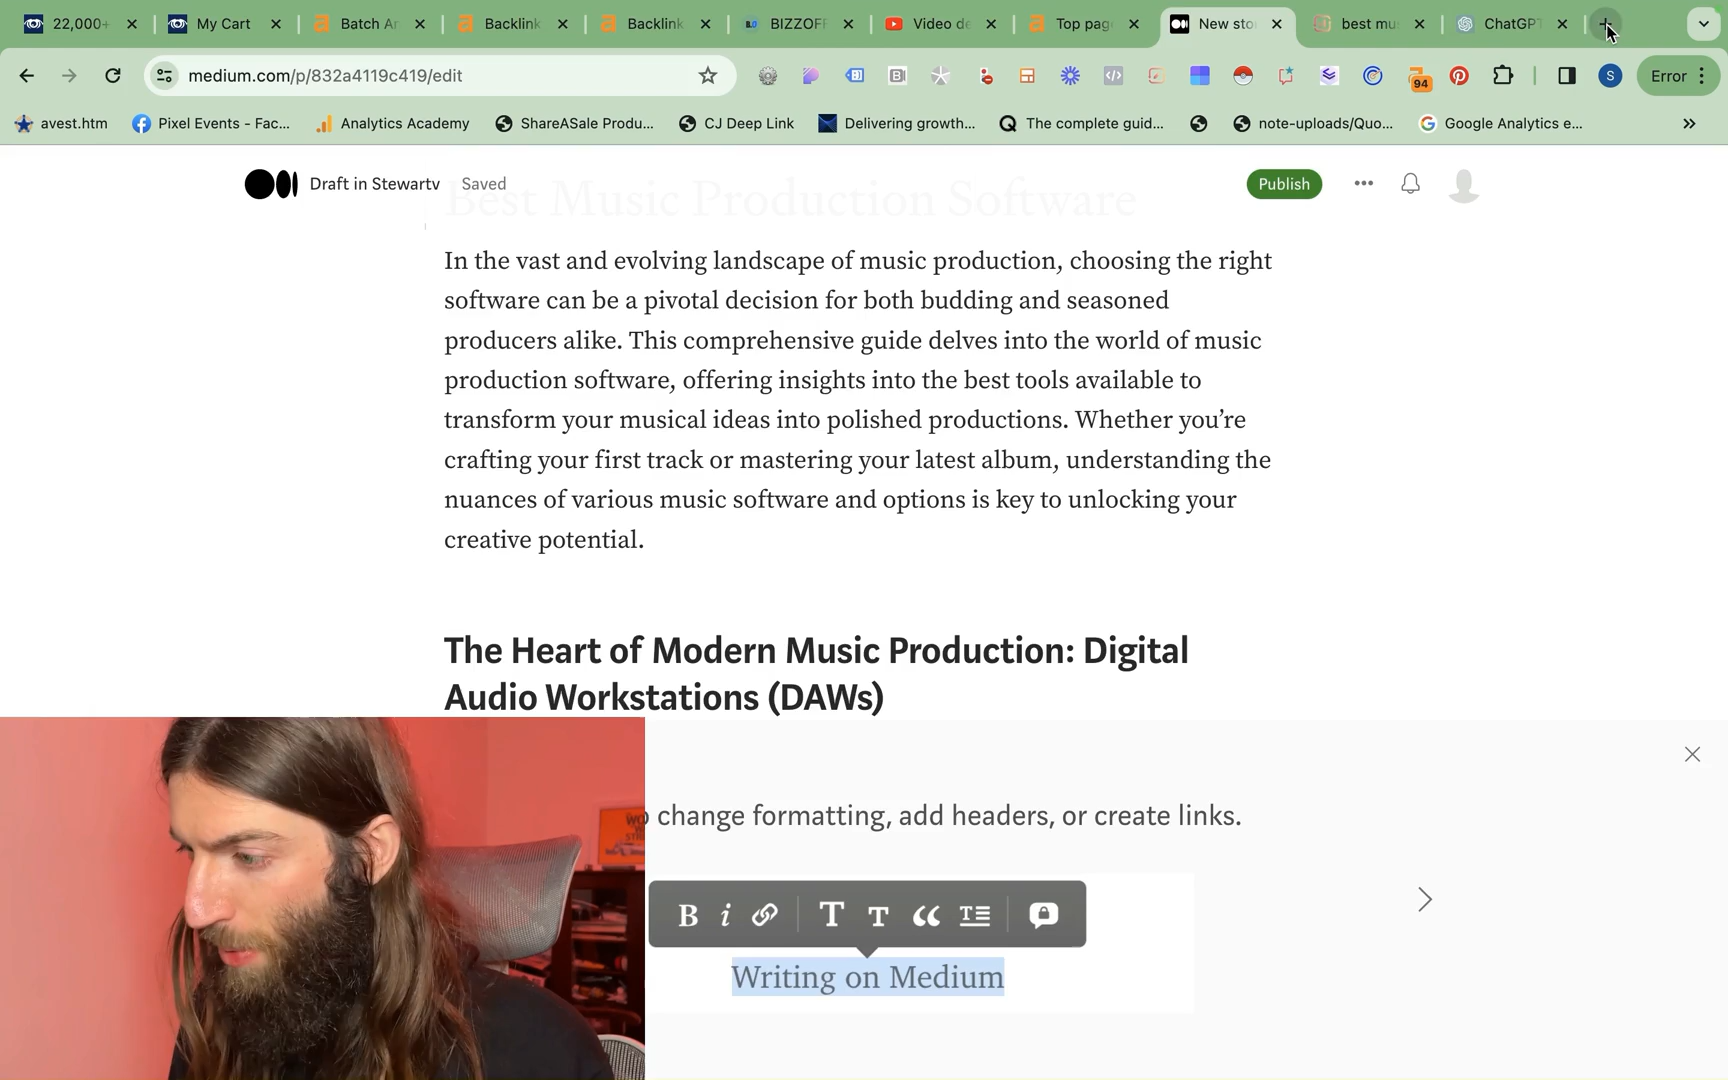 22,000+
My Cart
Batch Ar
Backlink
Backlink
BIZZOFF
Video de
Top pag
New sto
best mus
ChatGPT
medium.com/p/832a4119c419/edit
94
S
Error
avest.htm
Pixel Events - Fac...
Analytics Academy
ShareASale Produ...
CJ Deep Link
Delivering growth...
The complete guid...
note-uploads/Quo...
Google Analytics e...
Draft in Stewartv
Saved
Publish
Best Music Production Software
In the vast and evolving landscape of music production, choosing the right
software can be a pivotal decision for both budding and seasoned
producers alike. This comprehensive guide delves into the world of music
production software, offering insights into the best tools available to
transform your musical ideas into polished productions. Whether you’re
crafting your first track or mastering your latest album, understanding the
nuances of various music software and options is key to unlocking your
creative potential.
The Heart of Modern Music Production: Digital
Audio Workstations (DAWs)
change formatting, add headers, or create links.
B i T T
Writing on Medium